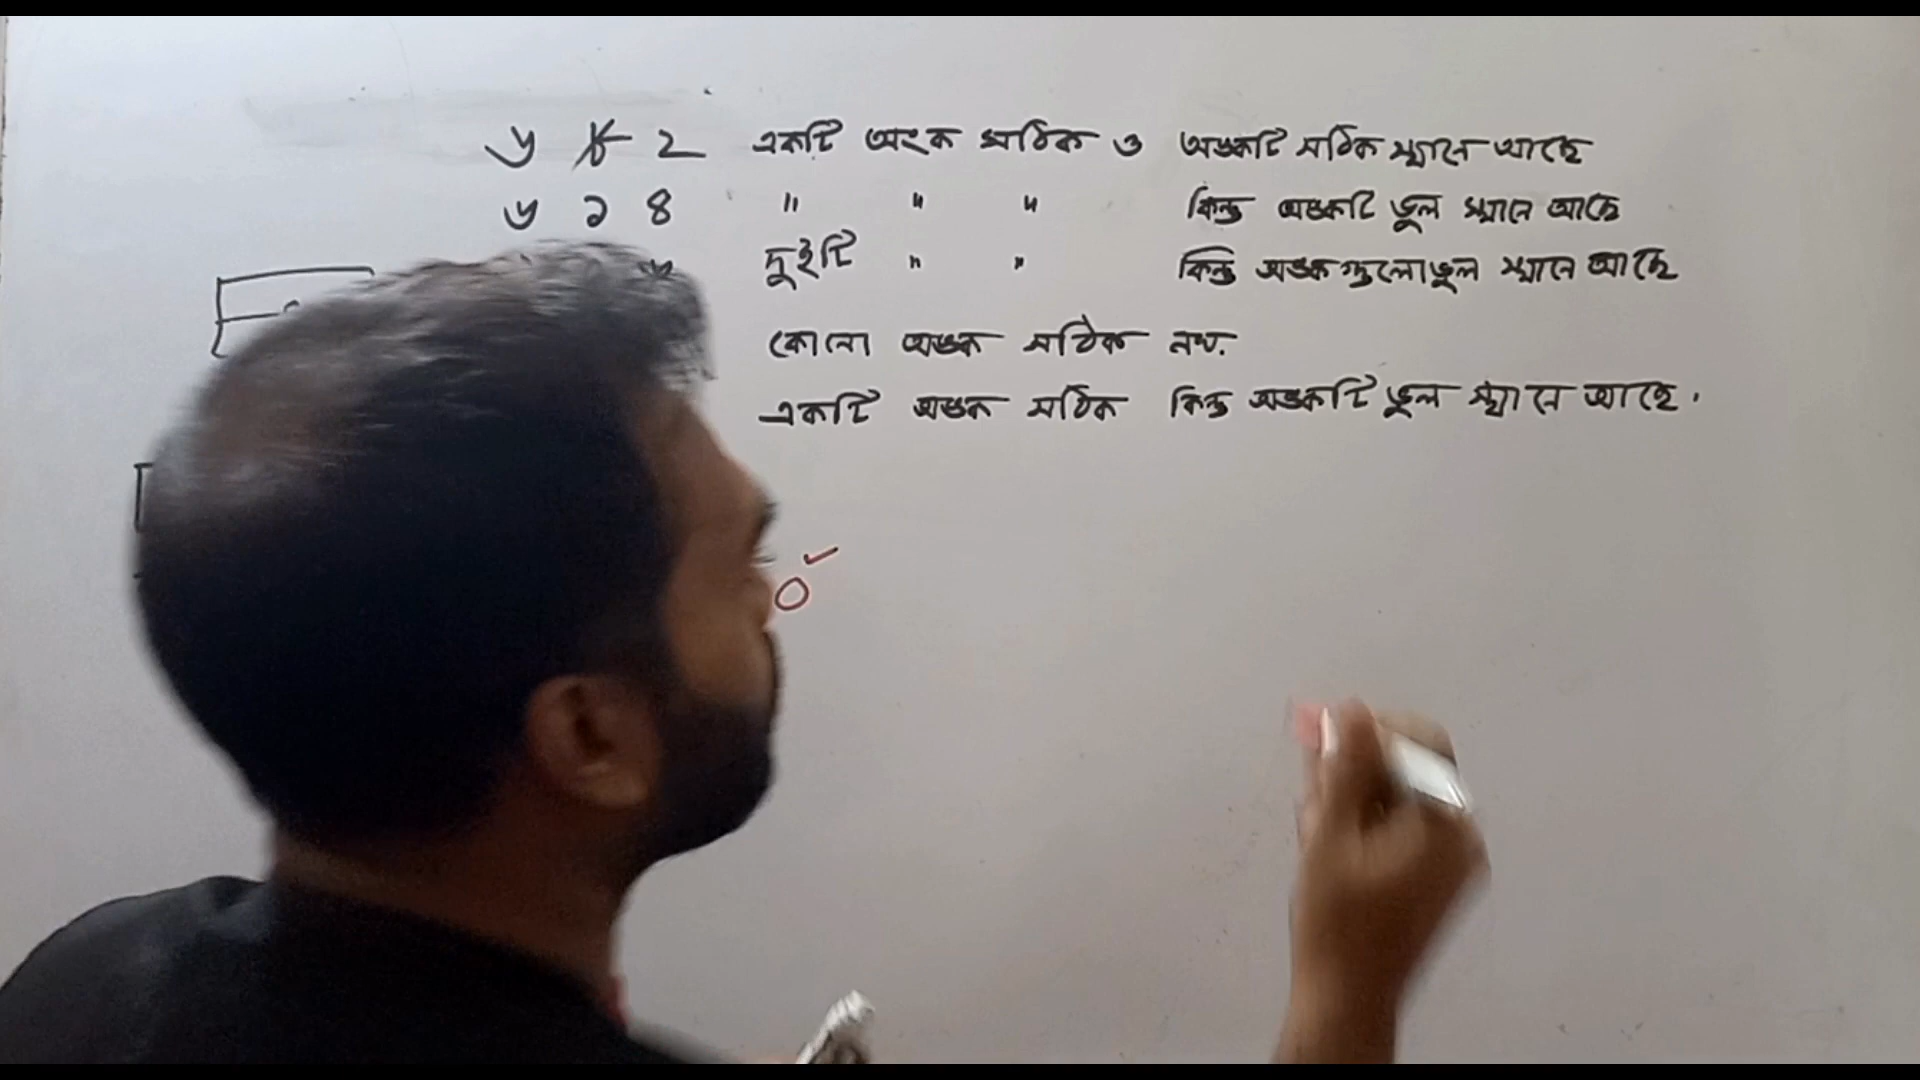 ৬ ৮ ২ একটি অংক সঠিক ও অঙ্কটি সঠিক স্থানে আছে
৬ ১ ৪ " " " কিন্তু অঙ্কটি ভুল স্থানে আছে
দুইটি " " কিন্তু অঙ্কগুলো ভুল স্থানে আছে
কোনো অঙ্ক সঠিক নয়.
একটি অঙ্ক সঠিক কিন্তু অঙ্কটি ভুল স্থানে আছে.
০